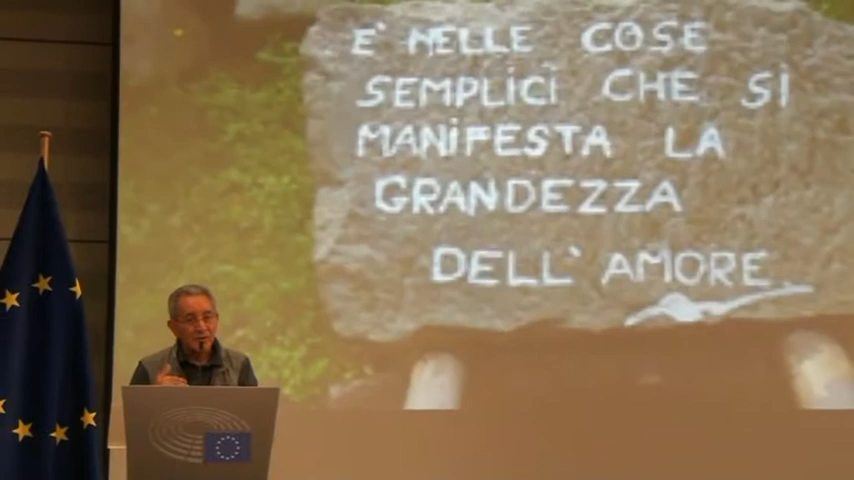 E' NELLE COSE
SEMPLICI CHE SI
MANIFESTA LA
GRANDEZZA
DELL' AMORE